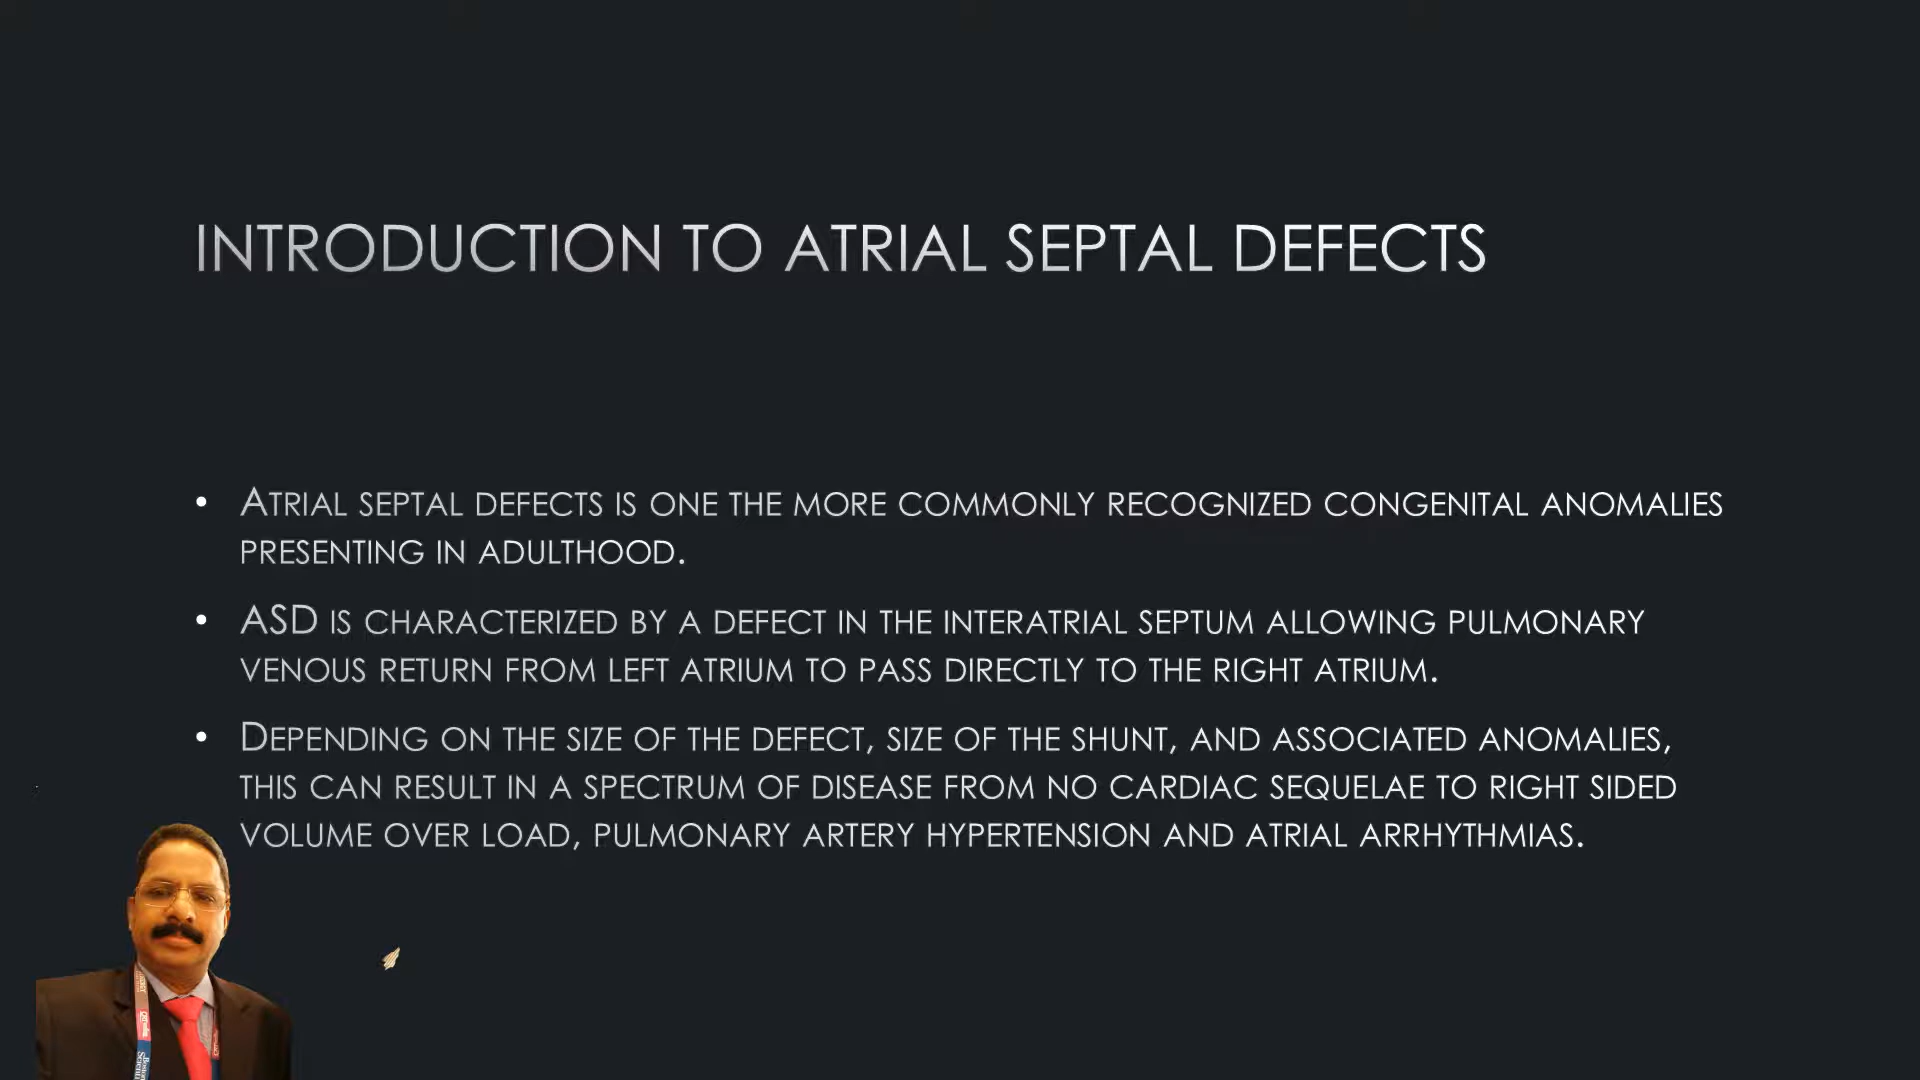 INTRODUCTION TO ATRIAL SEPTAL DEFECTS
• ATRIAL SEPTAL DEFECTS IS ONE THE MORE COMMONLY RECOGNIZED CONGENITAL ANOMALIES
PRESENTING IN ADULTHOOD.
• ASD IS CHARACTERIZED BY A DEFECT IN THE INTERATRIAL SEPTUM ALLOWING PULMONARY
VENOUS RETURN FROM LEFT ATRIUM TO PASS DIRECTLY TO THE RIGHT ATRIUM.
• DEPENDING ON THE SIZE OF THE DEFECT, SIZE OF THE SHUNT, AND ASSOCIATED ANOMALIES,
THIS CAN RESULT IN A SPECTRUM OF DISEASE FROM NO CARDIAC SEQUELAE TO RIGHT SIDED
VOLUME OVER LOAD, PULMONARY ARTERY HYPERTENSION AND ATRIAL ARRHYTHMIAS.